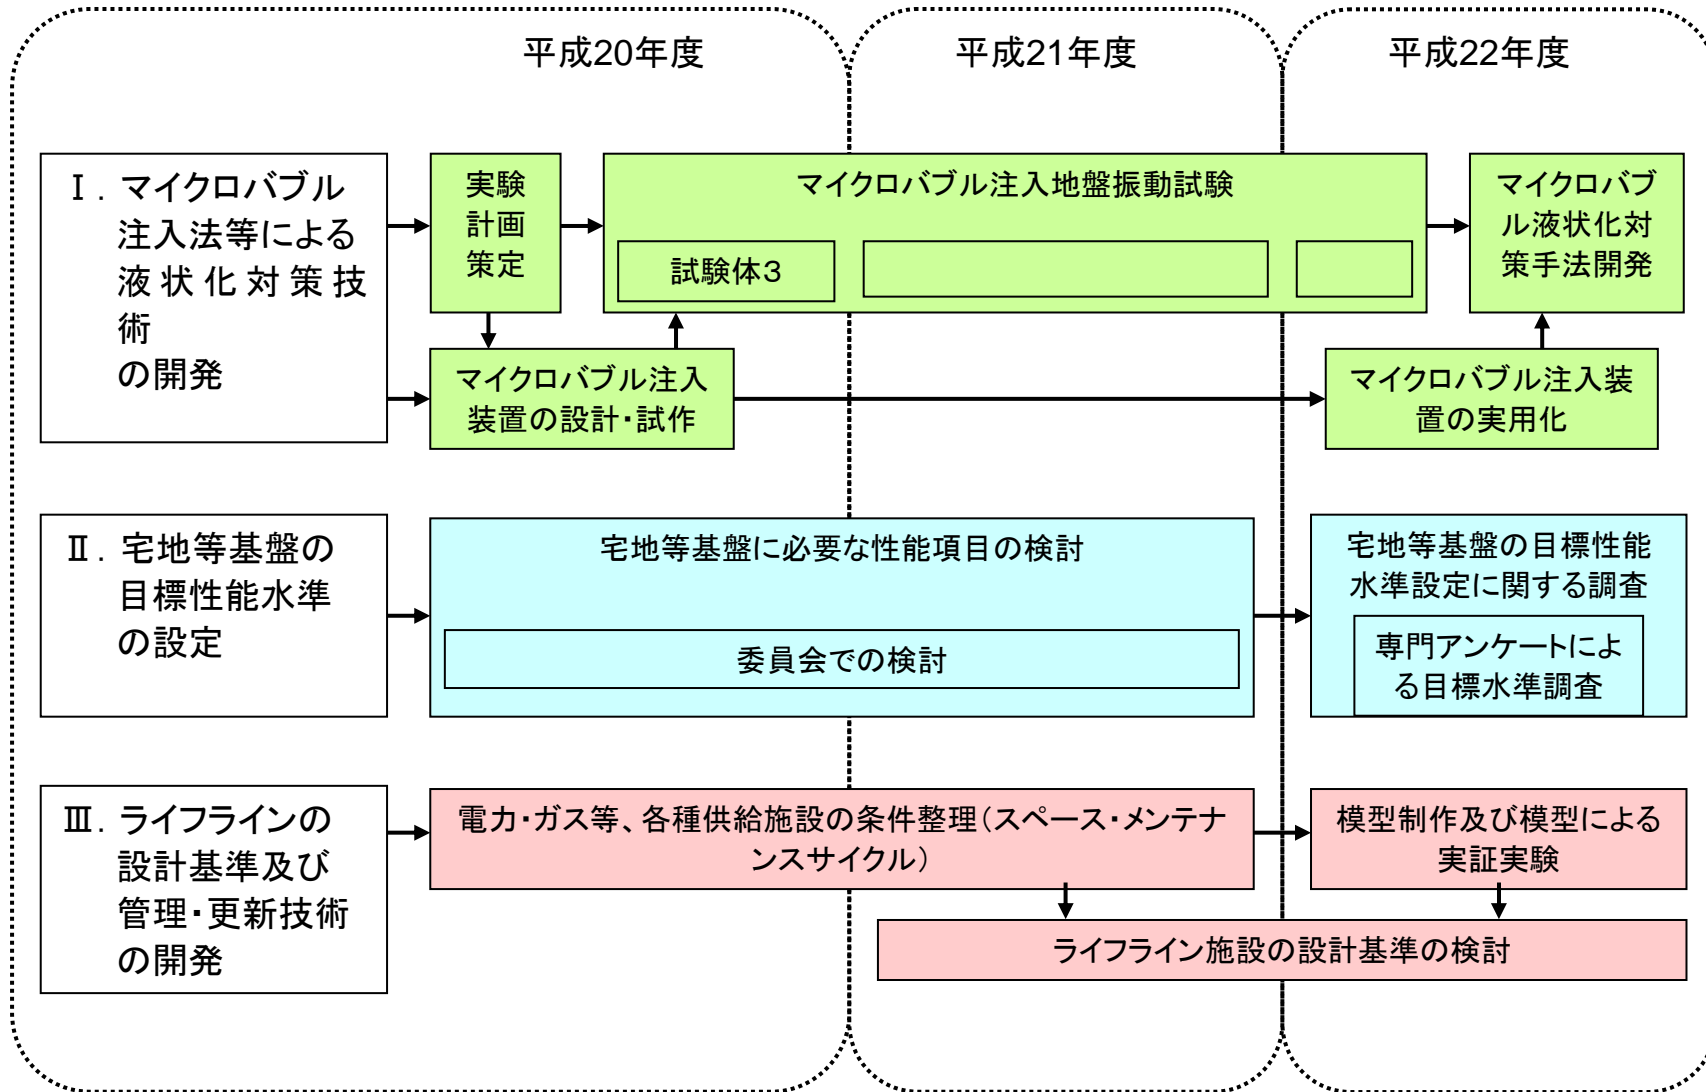 平成20年度
平成21年度
平成22年度
Ⅰ. マイクロバブル
注入法等による
液状化対策技
術
の開発
実験
計画
策定
マイクロバブル注入地盤振動試験
試験体3
マイクロバブ
ル液状化対
策手法開発
マイクロバブル注入
装置の設計・試作
マイクロバブル注入装
置の実用化
Ⅱ. 宅地等基盤の
目標性能水準
の設定
宅地等基盤に必要な性能項目の検討
委員会での検討
宅地等基盤の目標性能
水準設定に関する調査
専門アンケートによ
る目標水準調査
Ⅲ. ライフラインの
設計基準及び
管理・更新技術
の開発
電力・ガス等、各種供給施設の条件整理(スペース・メンテナ
ンスサイクル)
模型制作及び模型による
実証実験
ライフライン施設の設計基準の検討